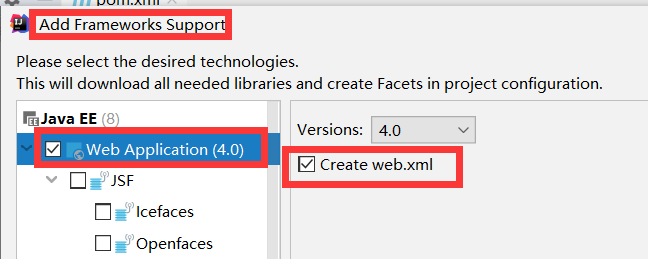 pom.xml
Add Frameworks Support
Please select the desired technologies.
This will download all needed libraries and create Facets in project configuration.
Java EE (8)
Web Application (4.0)
JSF
Icefaces
Openfaces
Versions: 4.0
Create web.xml